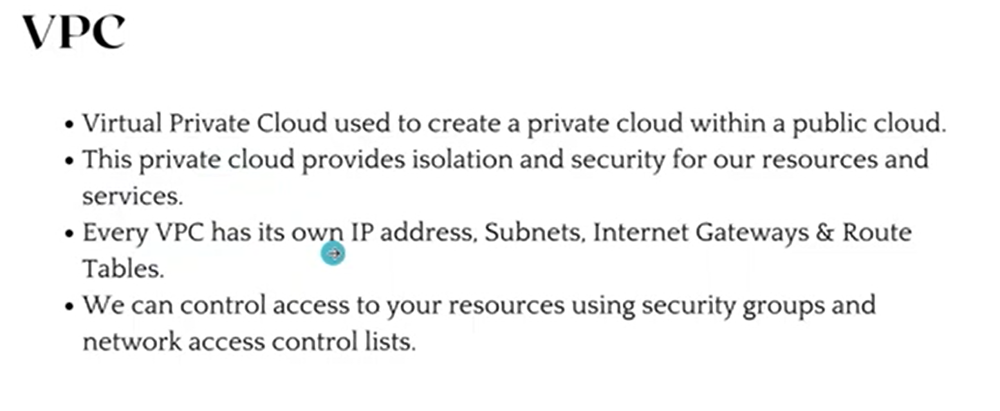 VPC
• Virtual Private Cloud used to create a private cloud within a public cloud.
• This private cloud provides isolation and security for our resources and
services.
• Every VPC has its own IP address, Subnets, Internet Gateways & Route
Tables.
• We can control access to your resources using security groups and
network access control lists.